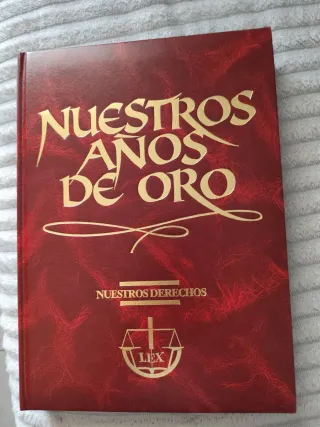 NUESTROS
AÑOS
DE ORO
NUESTROS DERECHOS
LEX